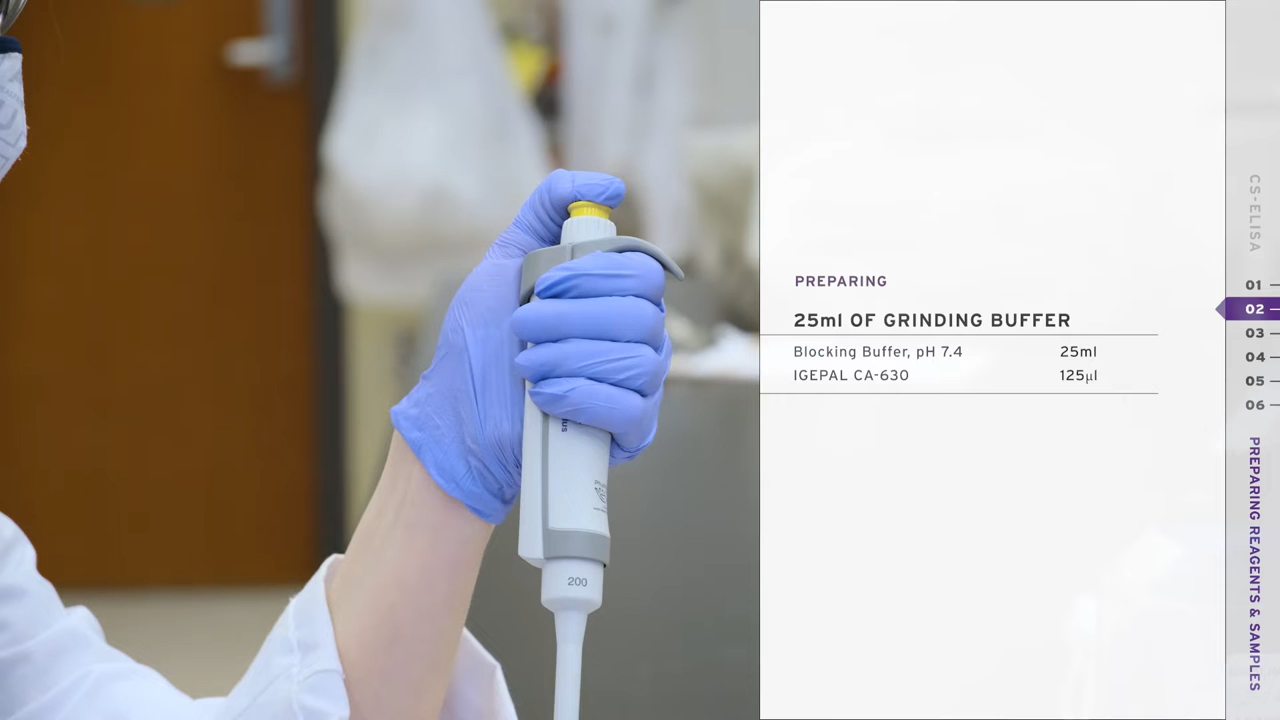 PREPARING
25ml OF GRINDING BUFFER
Blocking Buffer, pH 7.4 25ml
IGEPAL CA-630 125µl
CS-ELISA
01
02
03
04
05
06
PREPARING REAGENTS & SAMPLES
200